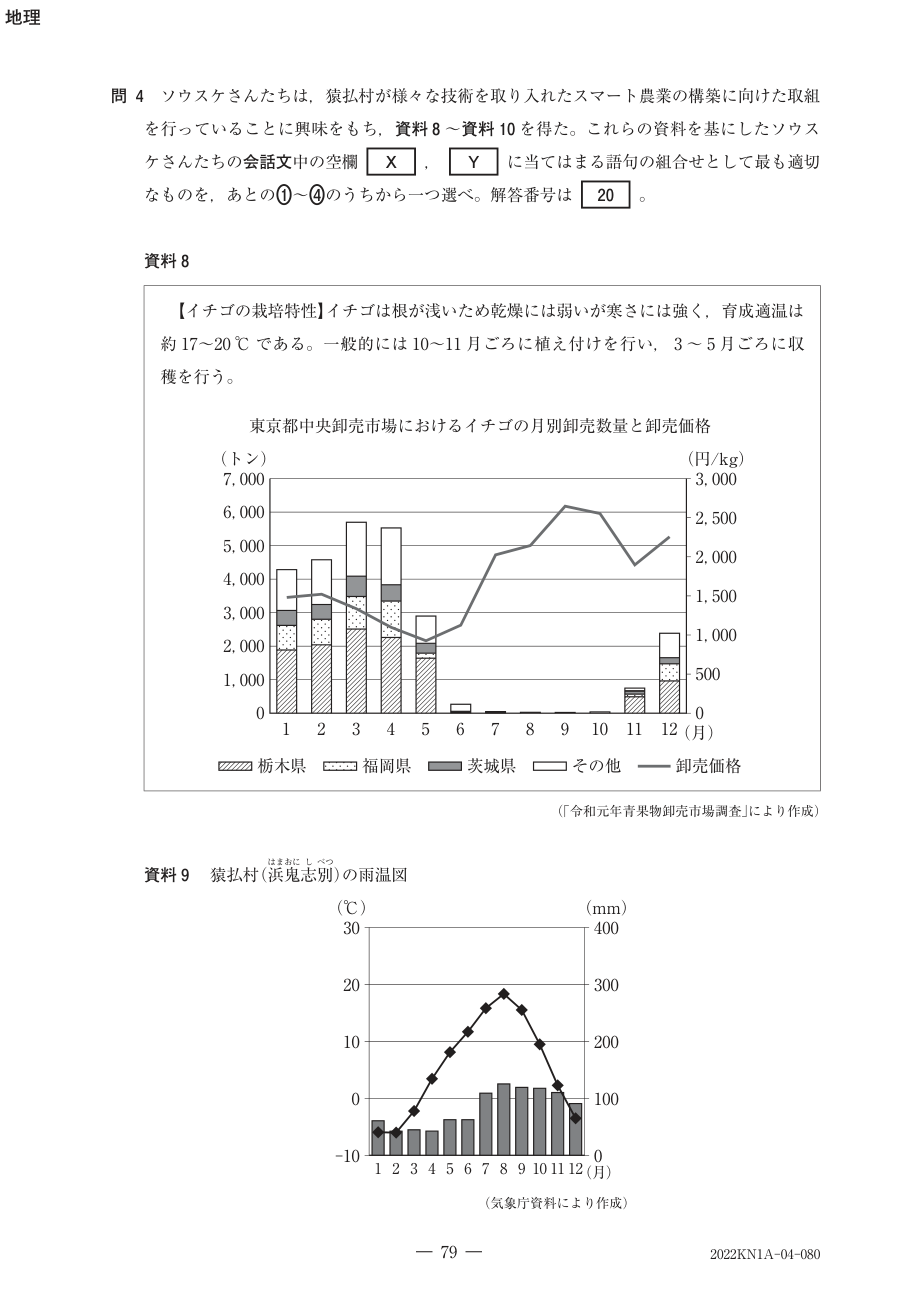 地理
問 4 ソウスケさんたちは，猿払村が様々な技術を取り入れたスマート農業の構築に向けた取組
を行っていることに興味をもち，資料8～資料10を得た。これらの資料を基にしたソウス
ケさんたちの会話文中の空欄 X ， Y に当てはまる語句の組合せとして最も適切
なものを，あとの①～④のうちから一つ選べ。解答番号は 20 。
資料8
【イチゴの栽培特性】イチゴは根が浅いため乾燥には弱いが寒さには強く，育成適温は
約17～20℃ である。一般的には10～11月ごろに植え付けを行い，3～5月ごろに収
穫を行う。
東京都中央卸売市場におけるイチゴの月別卸売数量と卸売価格
（トン） （円/kg）
7,000 3,000
6,000 2,500
5,000 2,000
4,000 1,500
3,000 1,000
2,000 500
1,000 0
0
1 2 3 4 5 6 7 8 9 10 11 12（月）
栃木県 福岡県 茨城県 その他 卸売価格
（「令和元年青果物卸売市場調査」により作成）
はまおに し べつ
資料9 猿払村（浜鬼志別）の雨温図
（℃） （mm）
30 400
20 300
10 200
0 100
-10 0
1 2 3 4 5 6 7 8 9 10 11 12（月）
（気象庁資料により作成）
— 79 —
2022KN1A-04-080